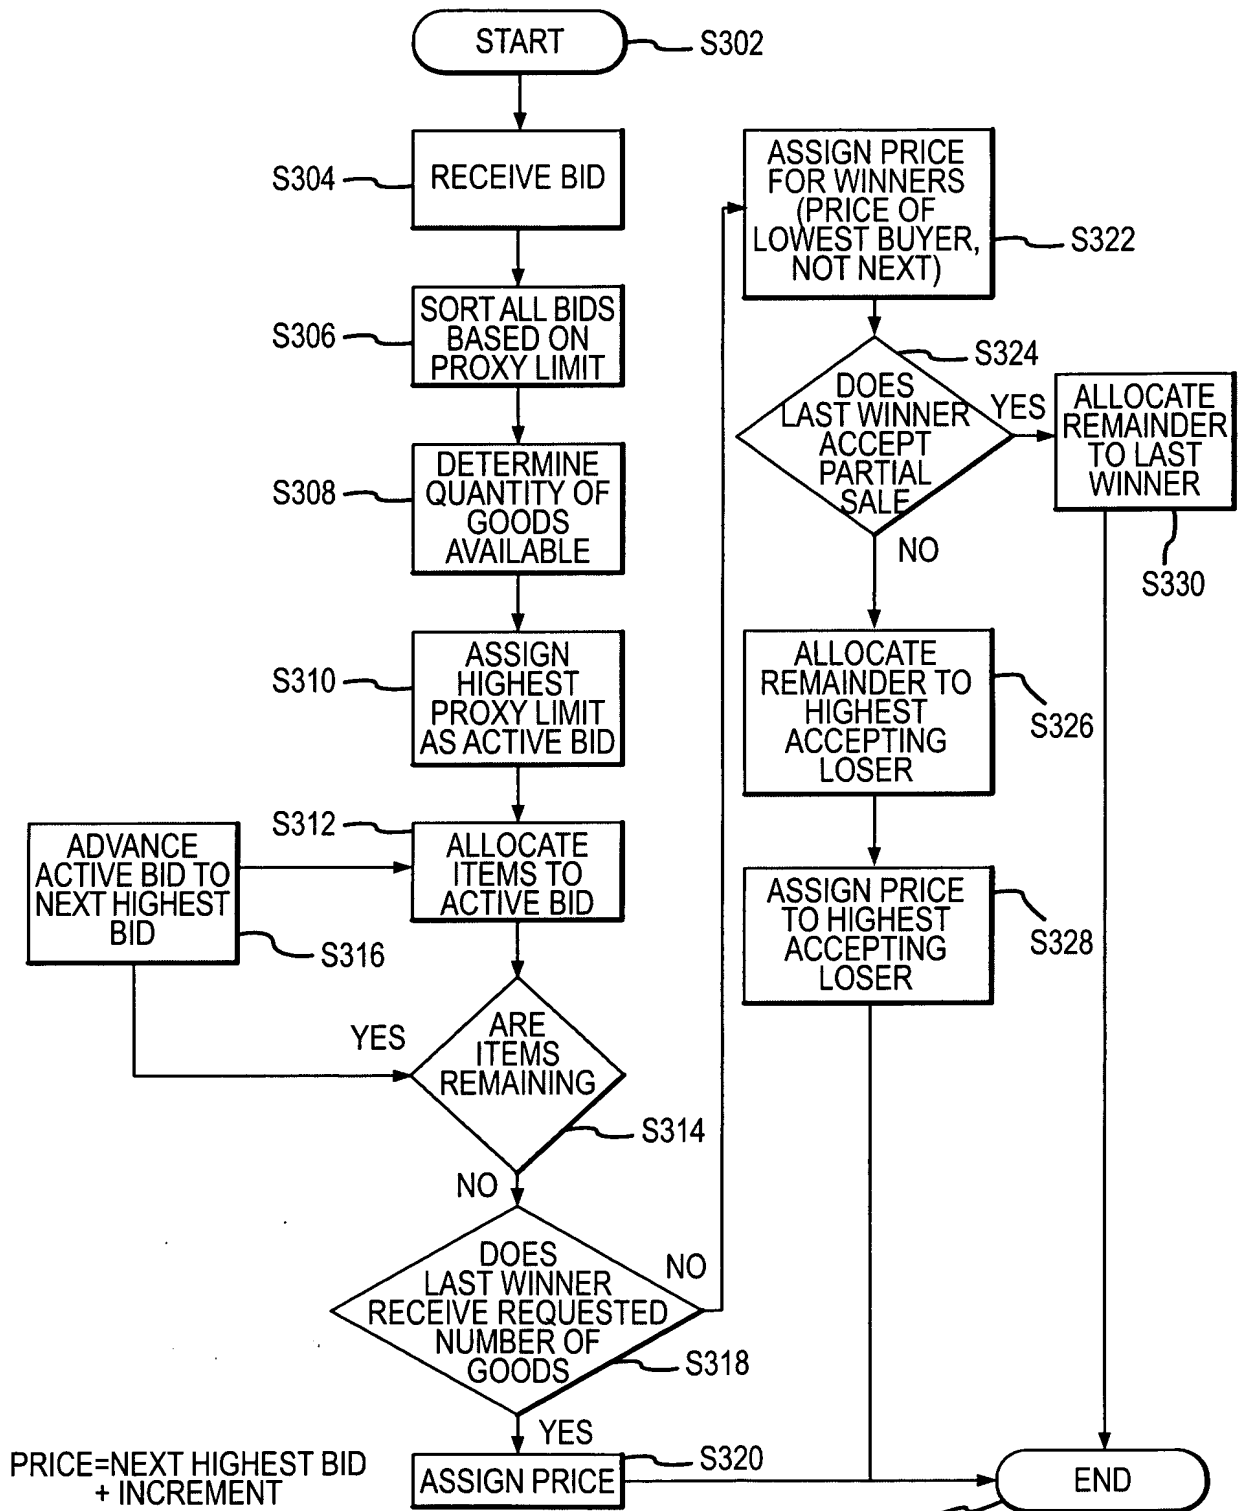 START
S302
S304
RECEIVE BID
S306
SORT ALL BIDS
BASED ON
PROXY LIMIT
S308
DETERMINE
QUANTITY OF
GOODS
AVAILABLE
S310
ASSIGN
HIGHEST
PROXY LIMIT
AS ACTIVE BID
S312
ALLOCATE
ITEMS TO
ACTIVE BID
ADVANCE
ACTIVE BID TO
NEXT HIGHEST
BID
S316
YES
ARE
ITEMS
REMAINING
S314
NO
DOES
LAST WINNER
RECEIVE REQUESTED
NUMBER OF
GOODS
NO
S318
YES
PRICE=NEXT HIGHEST BID
+ INCREMENT
ASSIGN PRICE
S320
ASSIGN PRICE
FOR WINNERS
(PRICE OF
LOWEST BUYER,
NOT NEXT)
S322
S324
DOES
LAST WINNER
ACCEPT
PARTIAL
SALE
YES
ALLOCATE
REMAINDER
TO LAST
WINNER
S330
NO
ALLOCATE
REMAINDER TO
HIGHEST
ACCEPTING
LOSER
S326
ASSIGN PRICE
TO HIGHEST
ACCEPTING
LOSER
S328
END